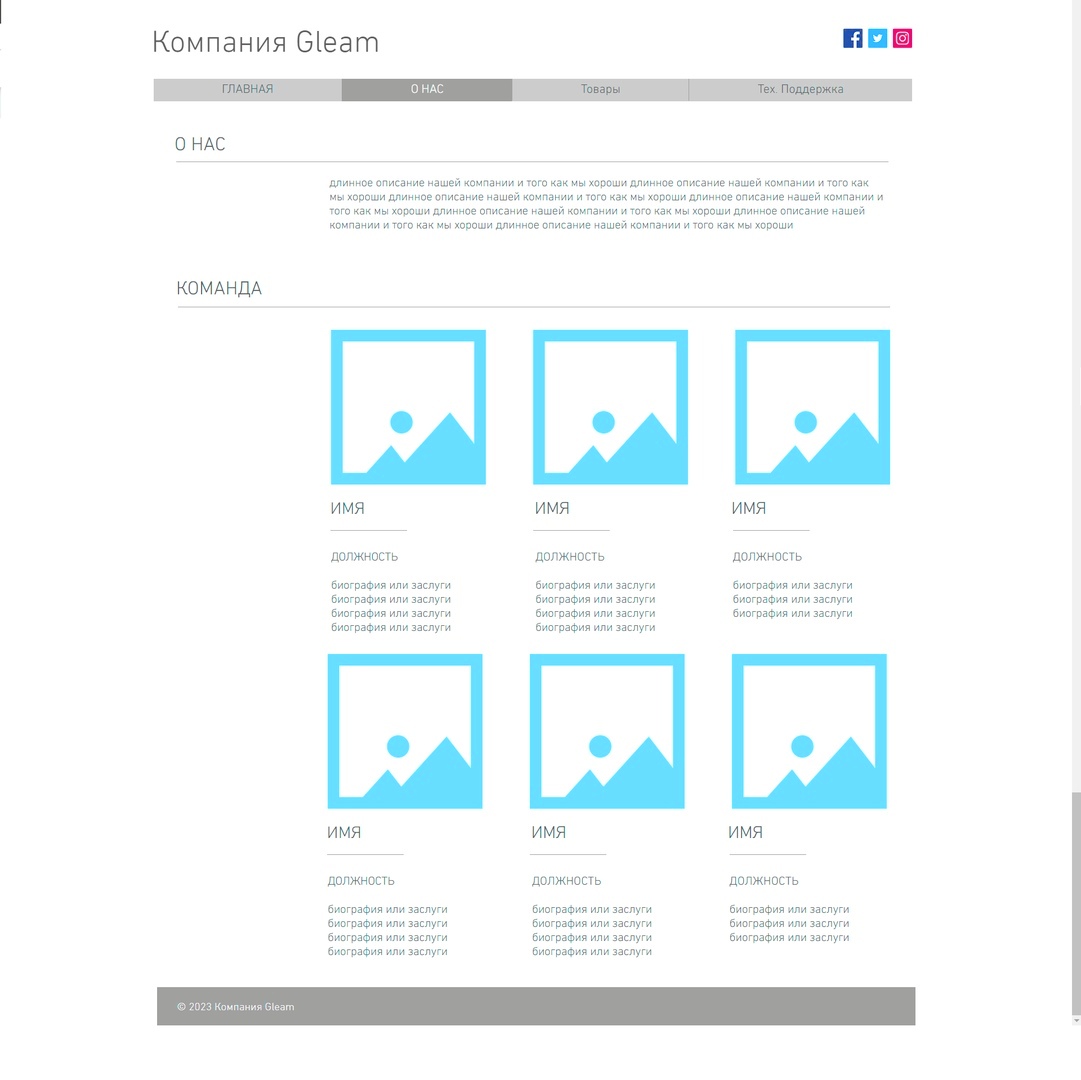 Компания Gleam
ГЛАВНАЯ
О НАС
Товары
Тех. Поддержка
О НАС
длинное описание нашей компании и того как мы хороши длинное описание нашей компании и того как
мы хороши длинное описание нашей компании и того как мы хороши длинное описание нашей компании и
того как мы хороши длинное описание нашей компании и того как мы хороши длинное описание нашей
компании и того как мы хороши длинное описание нашей компании и того как мы хороши
КОМАНДА
ИМЯ
ДОЛЖНОСТЬ
биография или заслуги
биография или заслуги
биография или заслуги
биография или заслуги
ИМЯ
ДОЛЖНОСТЬ
биография или заслуги
биография или заслуги
биография или заслуги
биография или заслуги
ИМЯ
ДОЛЖНОСТЬ
биография или заслуги
биография или заслуги
биография или заслуги
ИМЯ
ДОЛЖНОСТЬ
биография или заслуги
биография или заслуги
биография или заслуги
биография или заслуги
ИМЯ
ДОЛЖНОСТЬ
биография или заслуги
биография или заслуги
биография или заслуги
биография или заслуги
ИМЯ
ДОЛЖНОСТЬ
биография или заслуги
биография или заслуги
биография или заслуги
© 2023 Компания Gleam